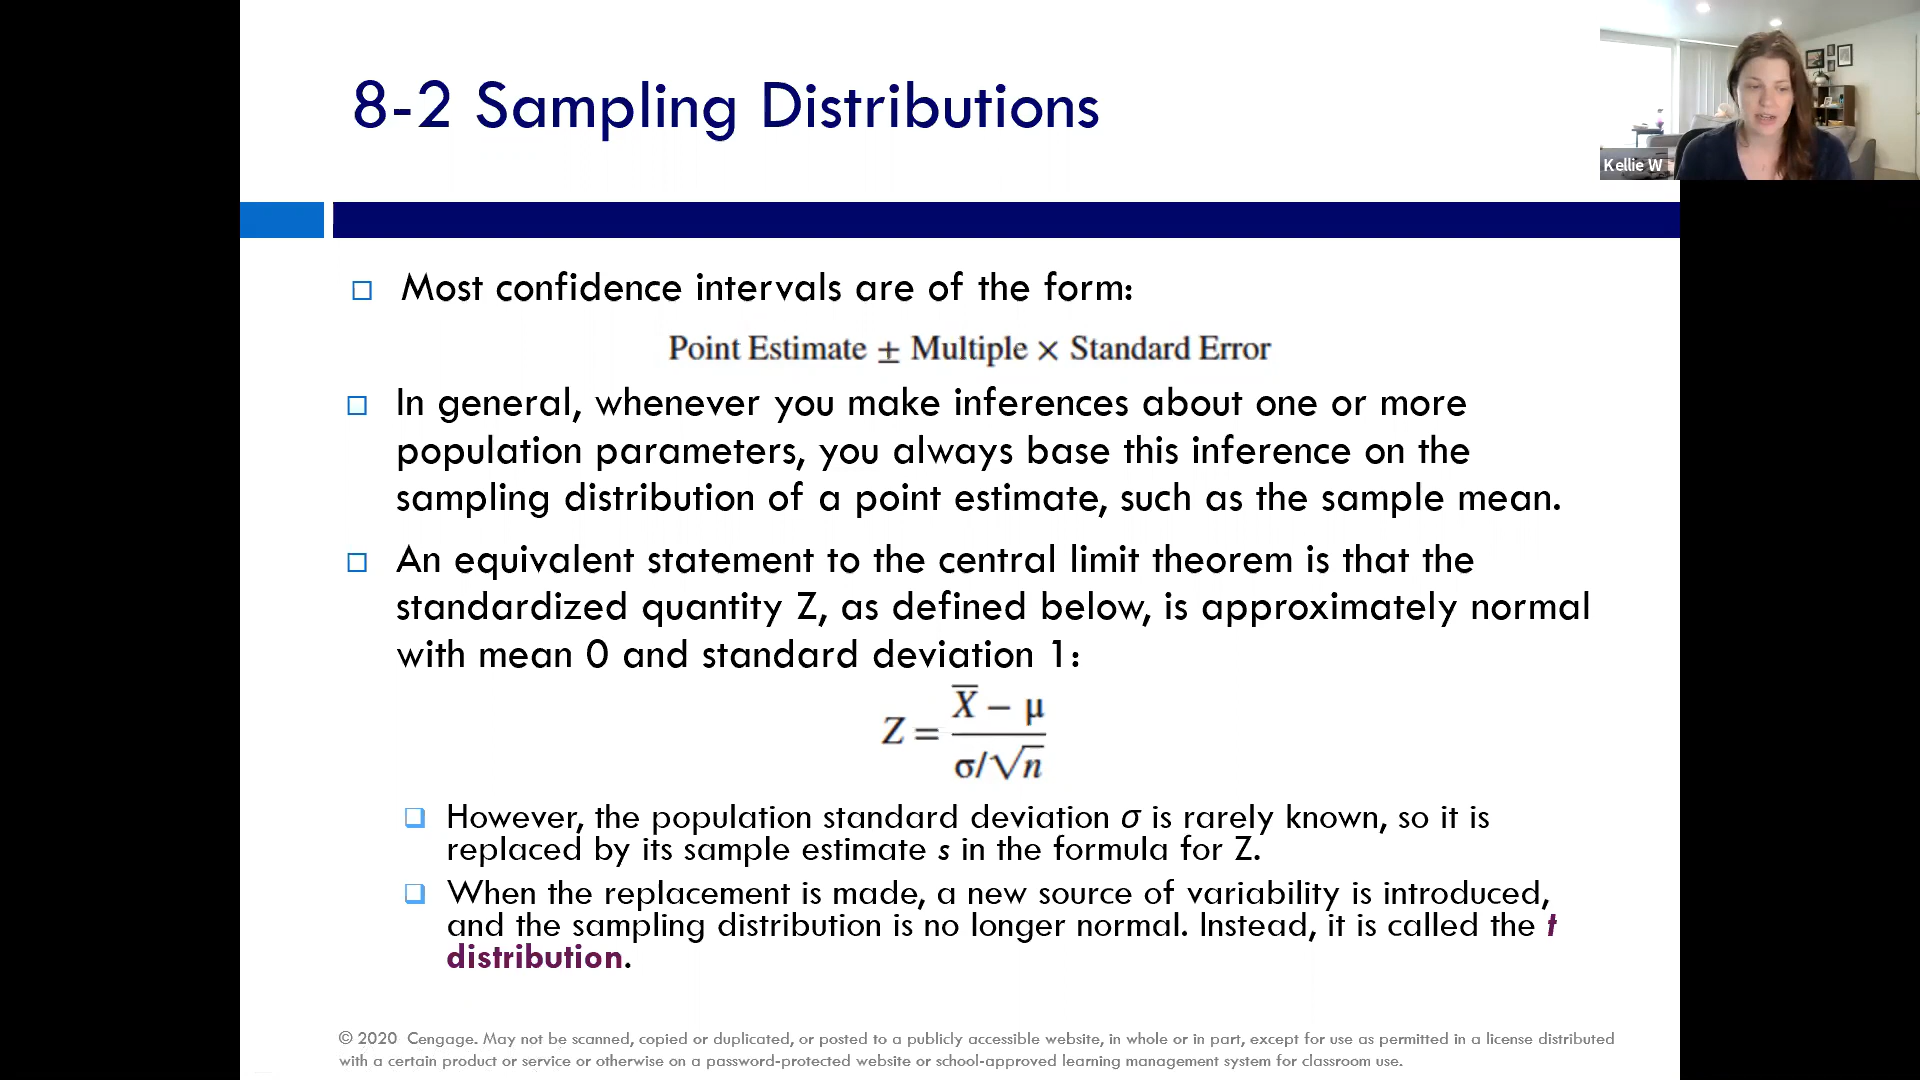 8-2 Sampling Distributions
Kellie W
Most confidence intervals are of the form:
Point Estimate ± Multiple × Standard Error
In general, whenever you make inferences about one or more
population parameters, you always base this inference on the
sampling distribution of a point estimate, such as the sample mean.
An equivalent statement to the central limit theorem is that the
standardized quantity Z, as defined below, is approximately normal
with mean 0 and standard deviation 1:
Z = (X̅ − μ) / (σ/√n)
However, the population standard deviation σ is rarely known, so it is
replaced by its sample estimate s in the formula for Z.
When the replacement is made, a new source of variability is introduced,
and the sampling distribution is no longer normal. Instead, it is called the t
distribution.
© 2020 Cengage. May not be scanned, copied or duplicated, or posted to a publicly accessible website, in whole or in part, except for use as permitted in a license distributed
with a certain product or service or otherwise on a password-protected website or school-approved learning management system for classroom use.